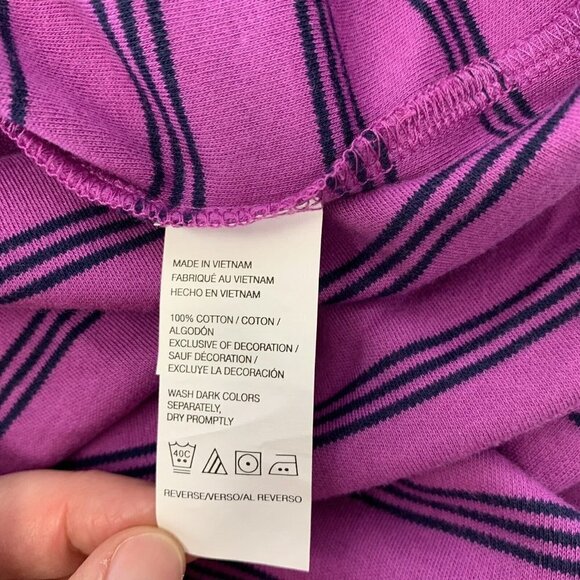 MADE IN VIETNAM
FABRIQUÉ AU VIETNAM
HECHO EN VIETNAM
100% COTTON / COTON /
ALGODÓN
EXCLUSIVE OF DECORATION /
SAUF DÉCORATION /
EXCLUYE LA DECORACIÓN
WASH DARK COLORS
SEPARATELY,
DRY PROMPTLY
40C
REVERSE/VERSO/AL REVERSO